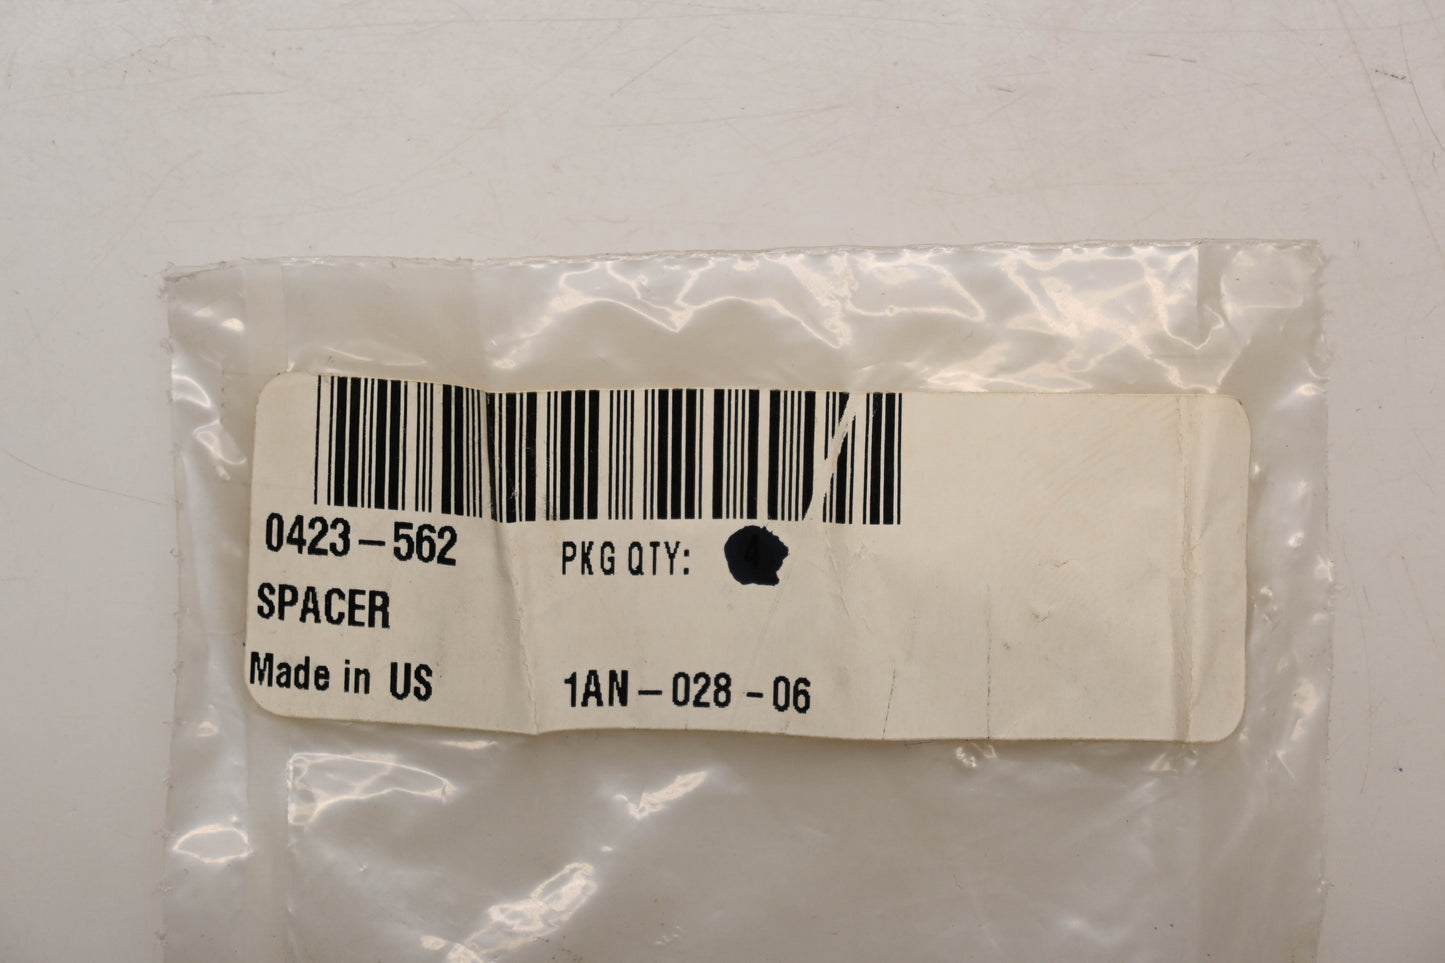 0423-562
PKG QTY: 4
SPACER
Made in US
1AN-028-06